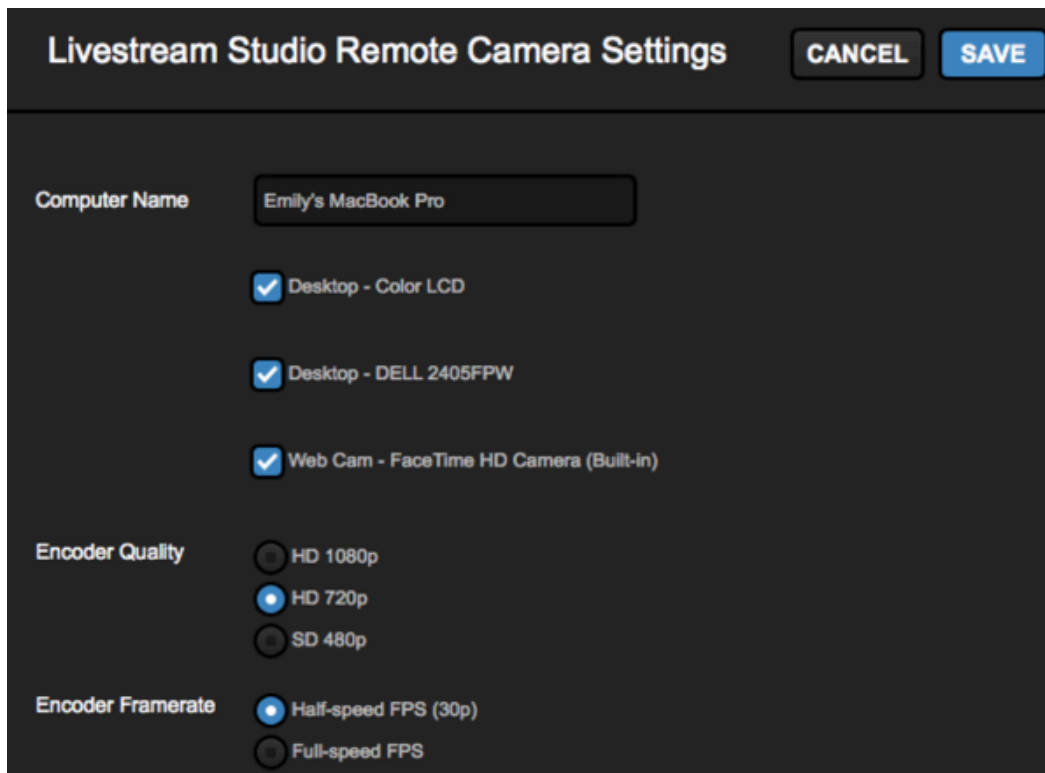 Livestream Studio Remote Camera Settings CANCEL SAVE
Computer Name Emily's MacBook Pro
Desktop - Color LCD
Desktop - DELL 2405FPW
Web Cam - FaceTime HD Camera (Built-in)
Encoder Quality HD 1080p
HD 720p
SD 480p
Encoder Framerate Half-speed FPS (30p)
Full-speed FPS